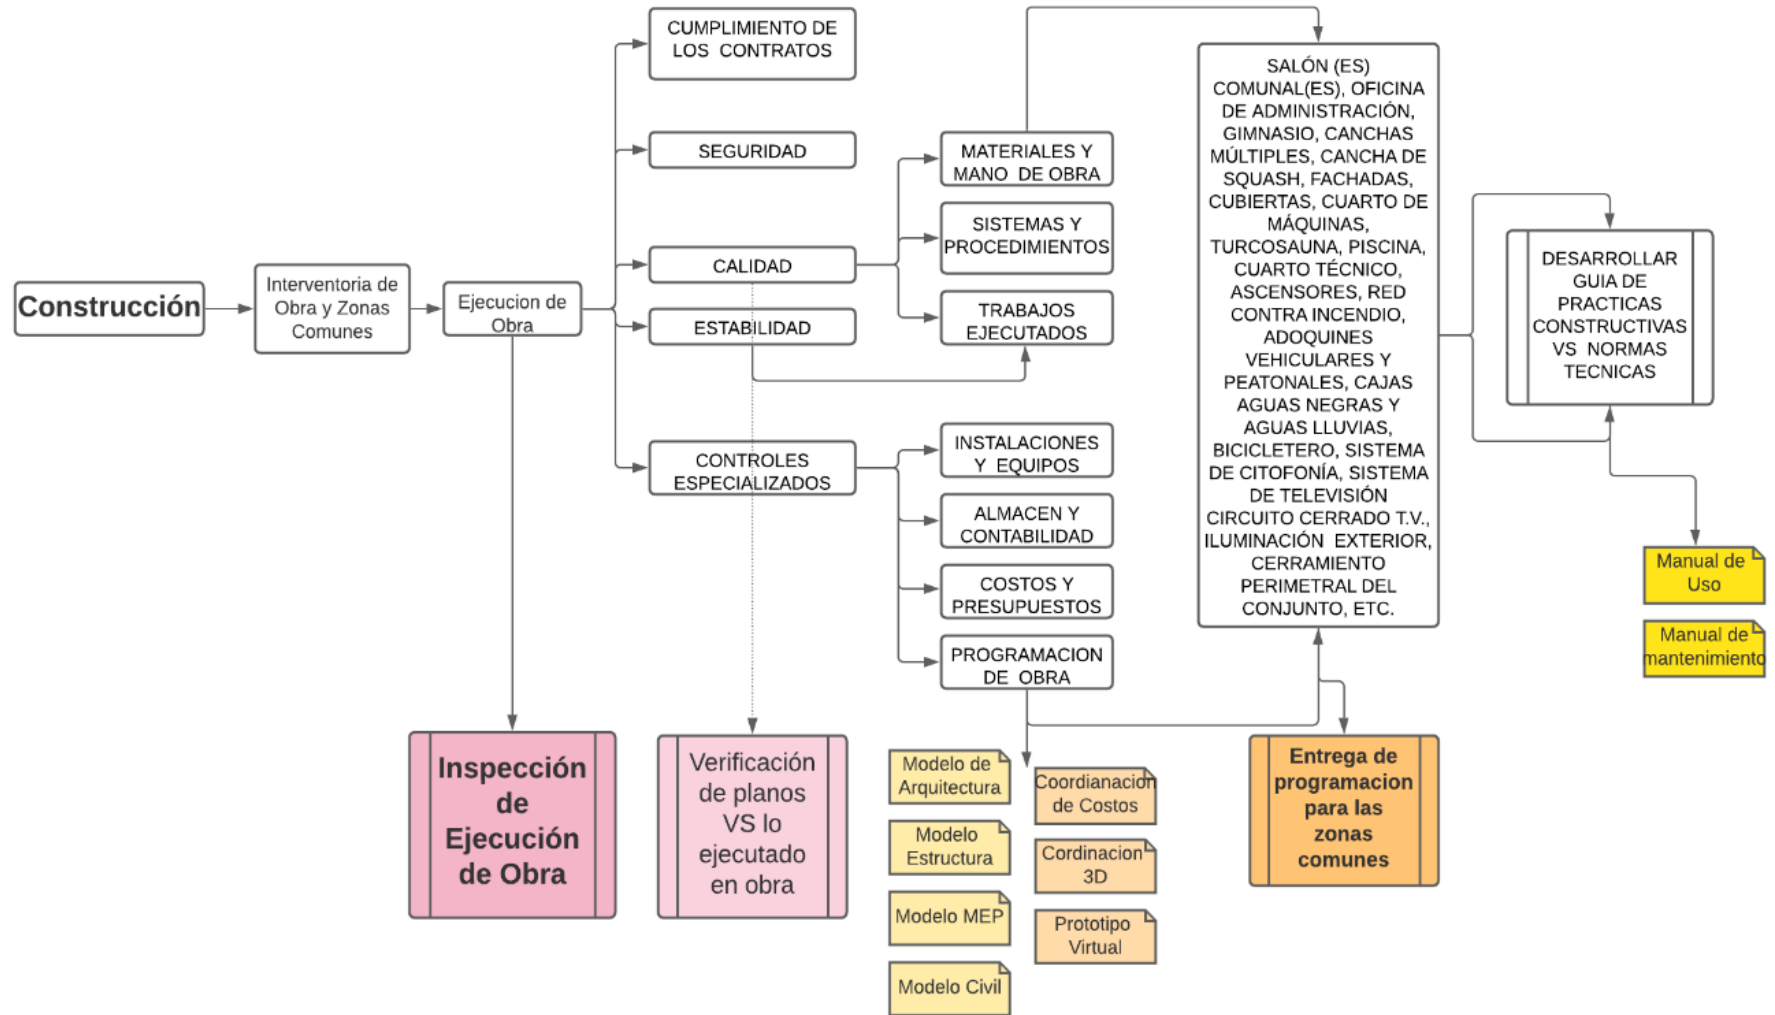 Construcción
Interventoria de
Obra y Zonas
Comunes
Ejecucion de
Obra
CUMPLIMIENTO DE
LOS CONTRATOS
SEGURIDAD
CALIDAD
ESTABILIDAD
CONTROLES
ESPECIALIZADOS
MATERIALES Y
MANO DE OBRA
SISTEMAS Y
PROCEDIMIENTOS
TRABAJOS
EJECUTADOS
INSTALACIONES
Y EQUIPOS
ALMACEN Y
CONTABILIDAD
COSTOS Y
PRESUPUESTOS
PROGRAMACION
DE OBRA
SALÓN (ES)
COMUNAL(ES), OFICINA
DE ADMINISTRACIÓN,
GIMNASIO, CANCHAS
MÚLTIPLES, CANCHA DE
SQUASH, FACHADAS,
CUBIERTAS, CUARTO DE
MÁQUINAS,
TURCOSAUNA, PISCINA,
CUARTO TÉCNICO,
ASCENSORES, RED
CONTRA INCENDIO,
ADOQUINES
VEHICULARES Y
PEATONALES, CAJAS
AGUAS NEGRAS Y
AGUAS LLUVIAS,
BICICLETERO, SISTEMA
DE CITOFONÍA, SISTEMA
DE TELEVISIÓN
CIRCUITO CERRADO T.V.,
ILUMINACIÓN EXTERIOR,
CERRAMIENTO
PERIMETRAL DEL
CONJUNTO, ETC.
DESARROLLAR
GUIA DE
PRACTICAS
CONSTRUCTIVAS
VS NORMAS
TECNICAS
Manual de
Uso
Manual de
mantenimiento
Inspección
de
Ejecución
de Obra
Verificación
de planos
VS lo
ejecutado
en obra
Modelo de
Arquitectura
Modelo
Estructura
Modelo MEP
Modelo Civil
Coordianacion
de Costos
Cordinacion
3D
Prototipo
Virtual
Entrega de
programacion
para las
zonas
comunes